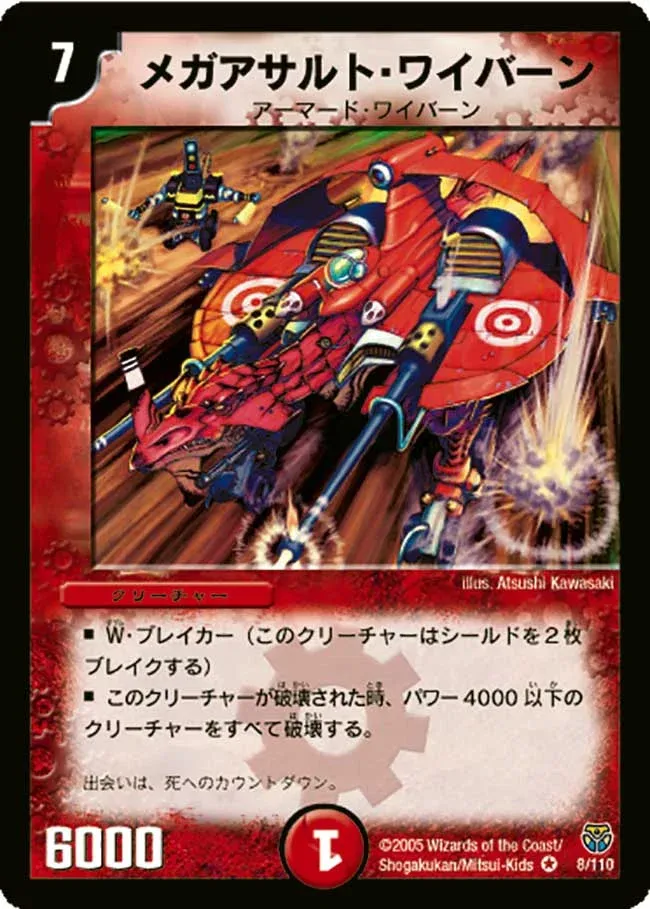 7
メガアサルト・ワイバーン
アーマード・ワイバーン
illus. Atsushi Kawasaki
クリーチャー
■ W・ブレイカー（このクリーチャーはシールドを２枚
ブレイクする）
■ このクリーチャーが破壊された時、パワー4000 以下の
クリーチャーをすべて破壊する。
出会いは、死へのカウントダウン。
6000
1
©2005 Wizards of the Coast/
Shogakukan/Mitsui-Kids ✪ 8/110